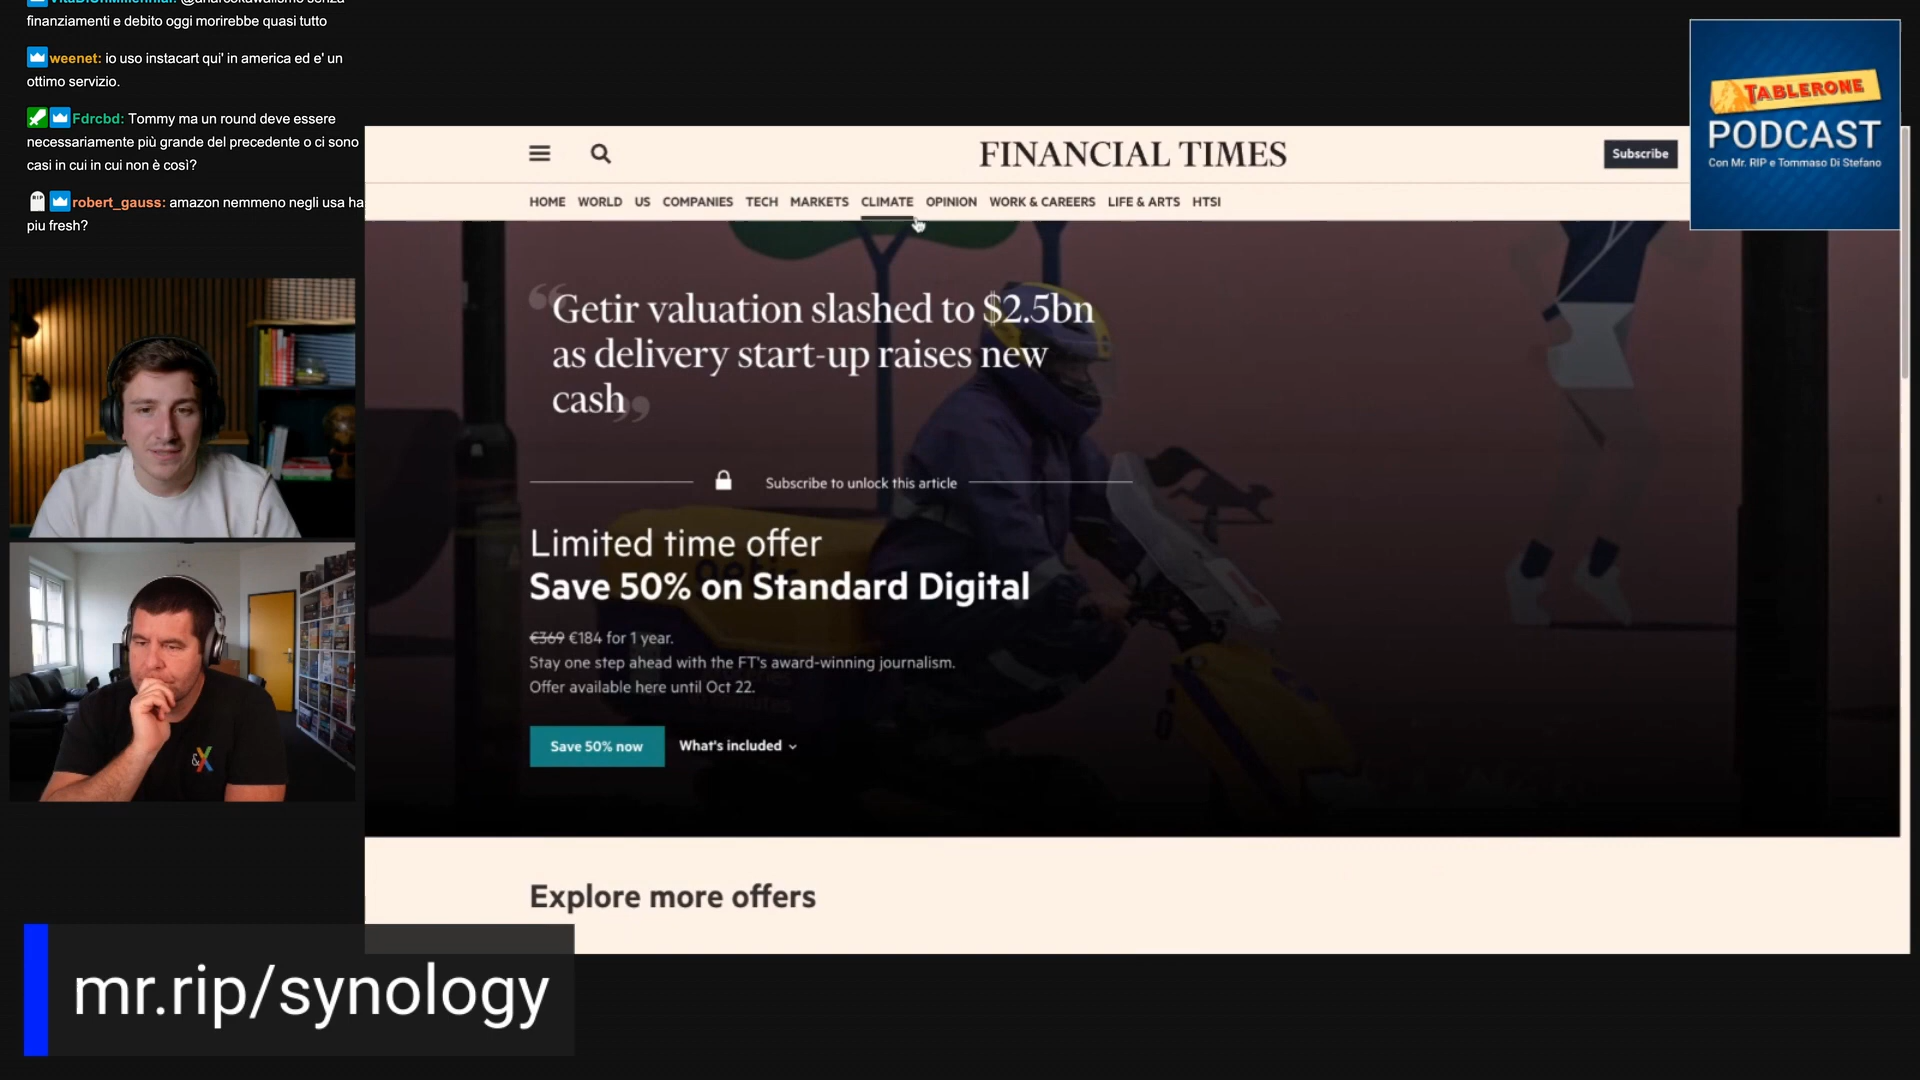 finanziamenti e debito oggi morirebbe quasi tutto
weenet: io uso instacart qui' in america ed e' un
ottimo servizio.
Fdrcbd: Tommy ma un round deve essere
necessariamente più grande del precedente o ci sono
casi in cui in cui non è così?
robert_gauss: amazon nemmeno negli usa ha
piu fresh?
TABLERONE
PODCAST
Con Mr. RIP e Tommaso Di Stefano
FINANCIAL TIMES
Subscribe
HOME WORLD US COMPANIES TECH MARKETS CLIMATE OPINION WORK & CAREERS LIFE & ARTS HTSI
“Getir valuation slashed to $2.5bn
as delivery start-up raises new
cash”
Subscribe to unlock this article
Limited time offer
Save 50% on Standard Digital
€369 €184 for 1 year.
Stay one step ahead with the FT's award-winning journalism.
Offer available here until Oct 22.
Save 50% now What's included
Explore more offers
mr.rip/synology